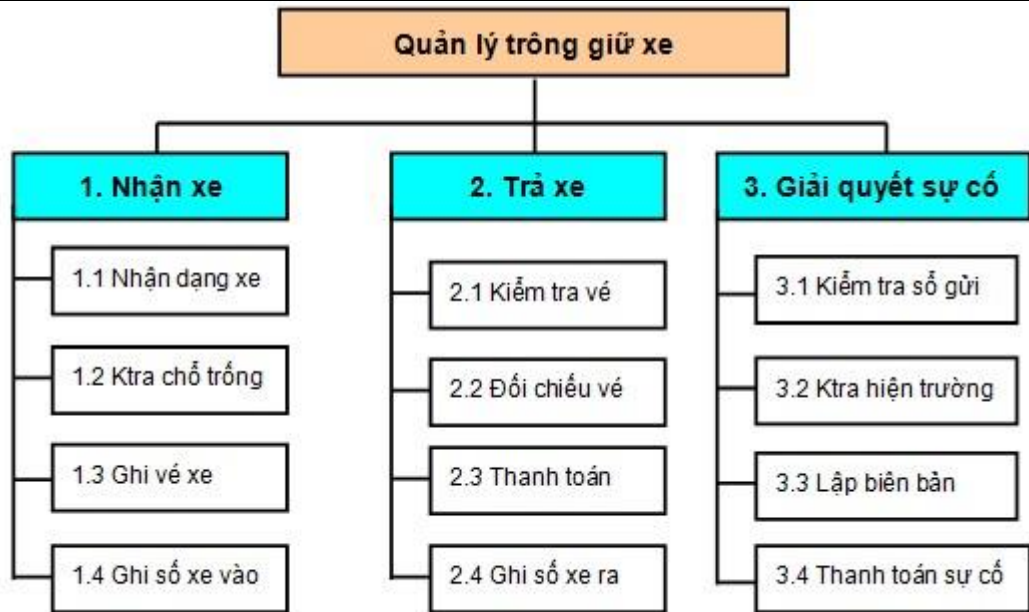 Quản lý trông giữ xe
1. Nhận xe
1.1 Nhận dạng xe
1.2 Ktra chỗ trống
1.3 Ghi vé xe
1.4 Ghi sổ xe vào
2. Trả xe
2.1 Kiểm tra vé
2.2 Đối chiếu vé
2.3 Thanh toán
2.4 Ghi sổ xe ra
3. Giải quyết sự cố
3.1 Kiểm tra sổ gửi
3.2 Ktra hiện trường
3.3 Lập biên bản
3.4 Thanh toán sự cố